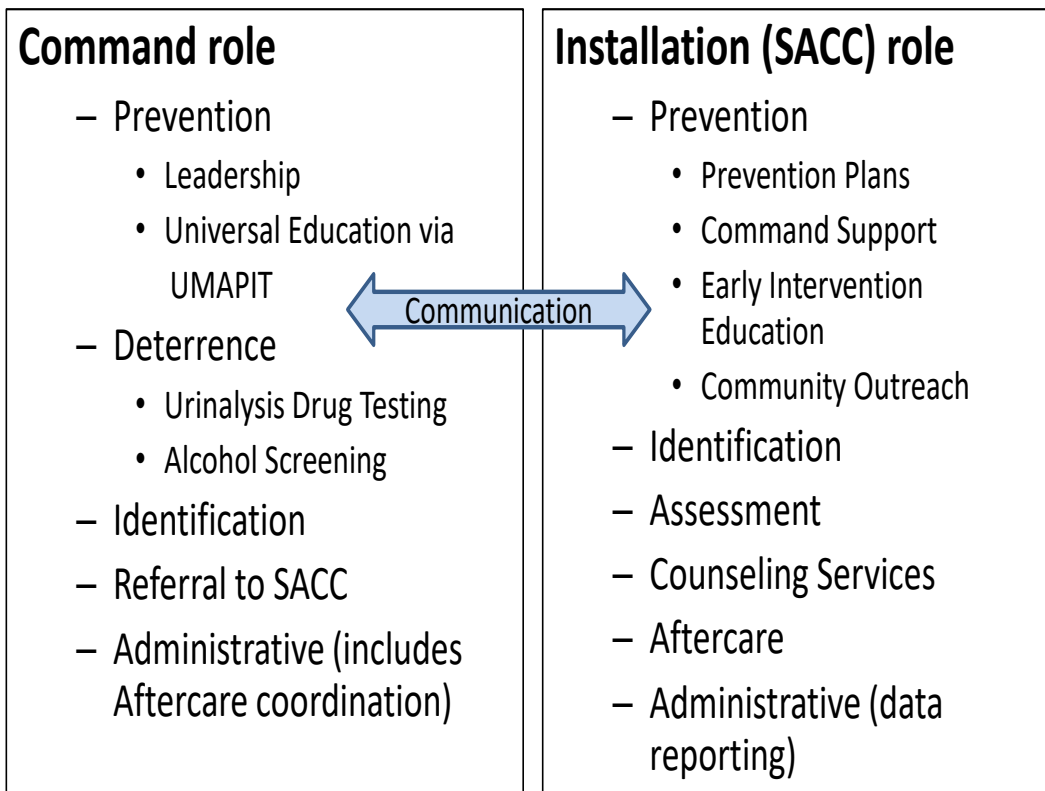 Command role
– Prevention
• Leadership
• Universal Education via
UMAPIT
– Deterrence
• Urinalysis Drug Testing
• Alcohol Screening
– Identification
– Referral to SACC
– Administrative (includes
Aftercare coordination)
Communication
Installation (SACC) role
– Prevention
• Prevention Plans
• Command Support
• Early Intervention
Education
• Community Outreach
– Identification
– Assessment
– Counseling Services
– Aftercare
– Administrative (data
reporting)